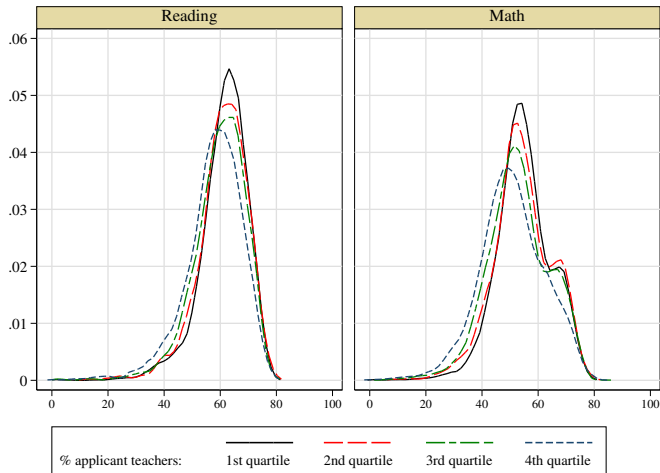 Reading Math
.06
.05
.04
.03
.02
.01
0
0 20 40 60 80 100 0 20 40 60 80 100
% applicant teachers: 1st quartile 2nd quartile 3rd quartile 4th quartile